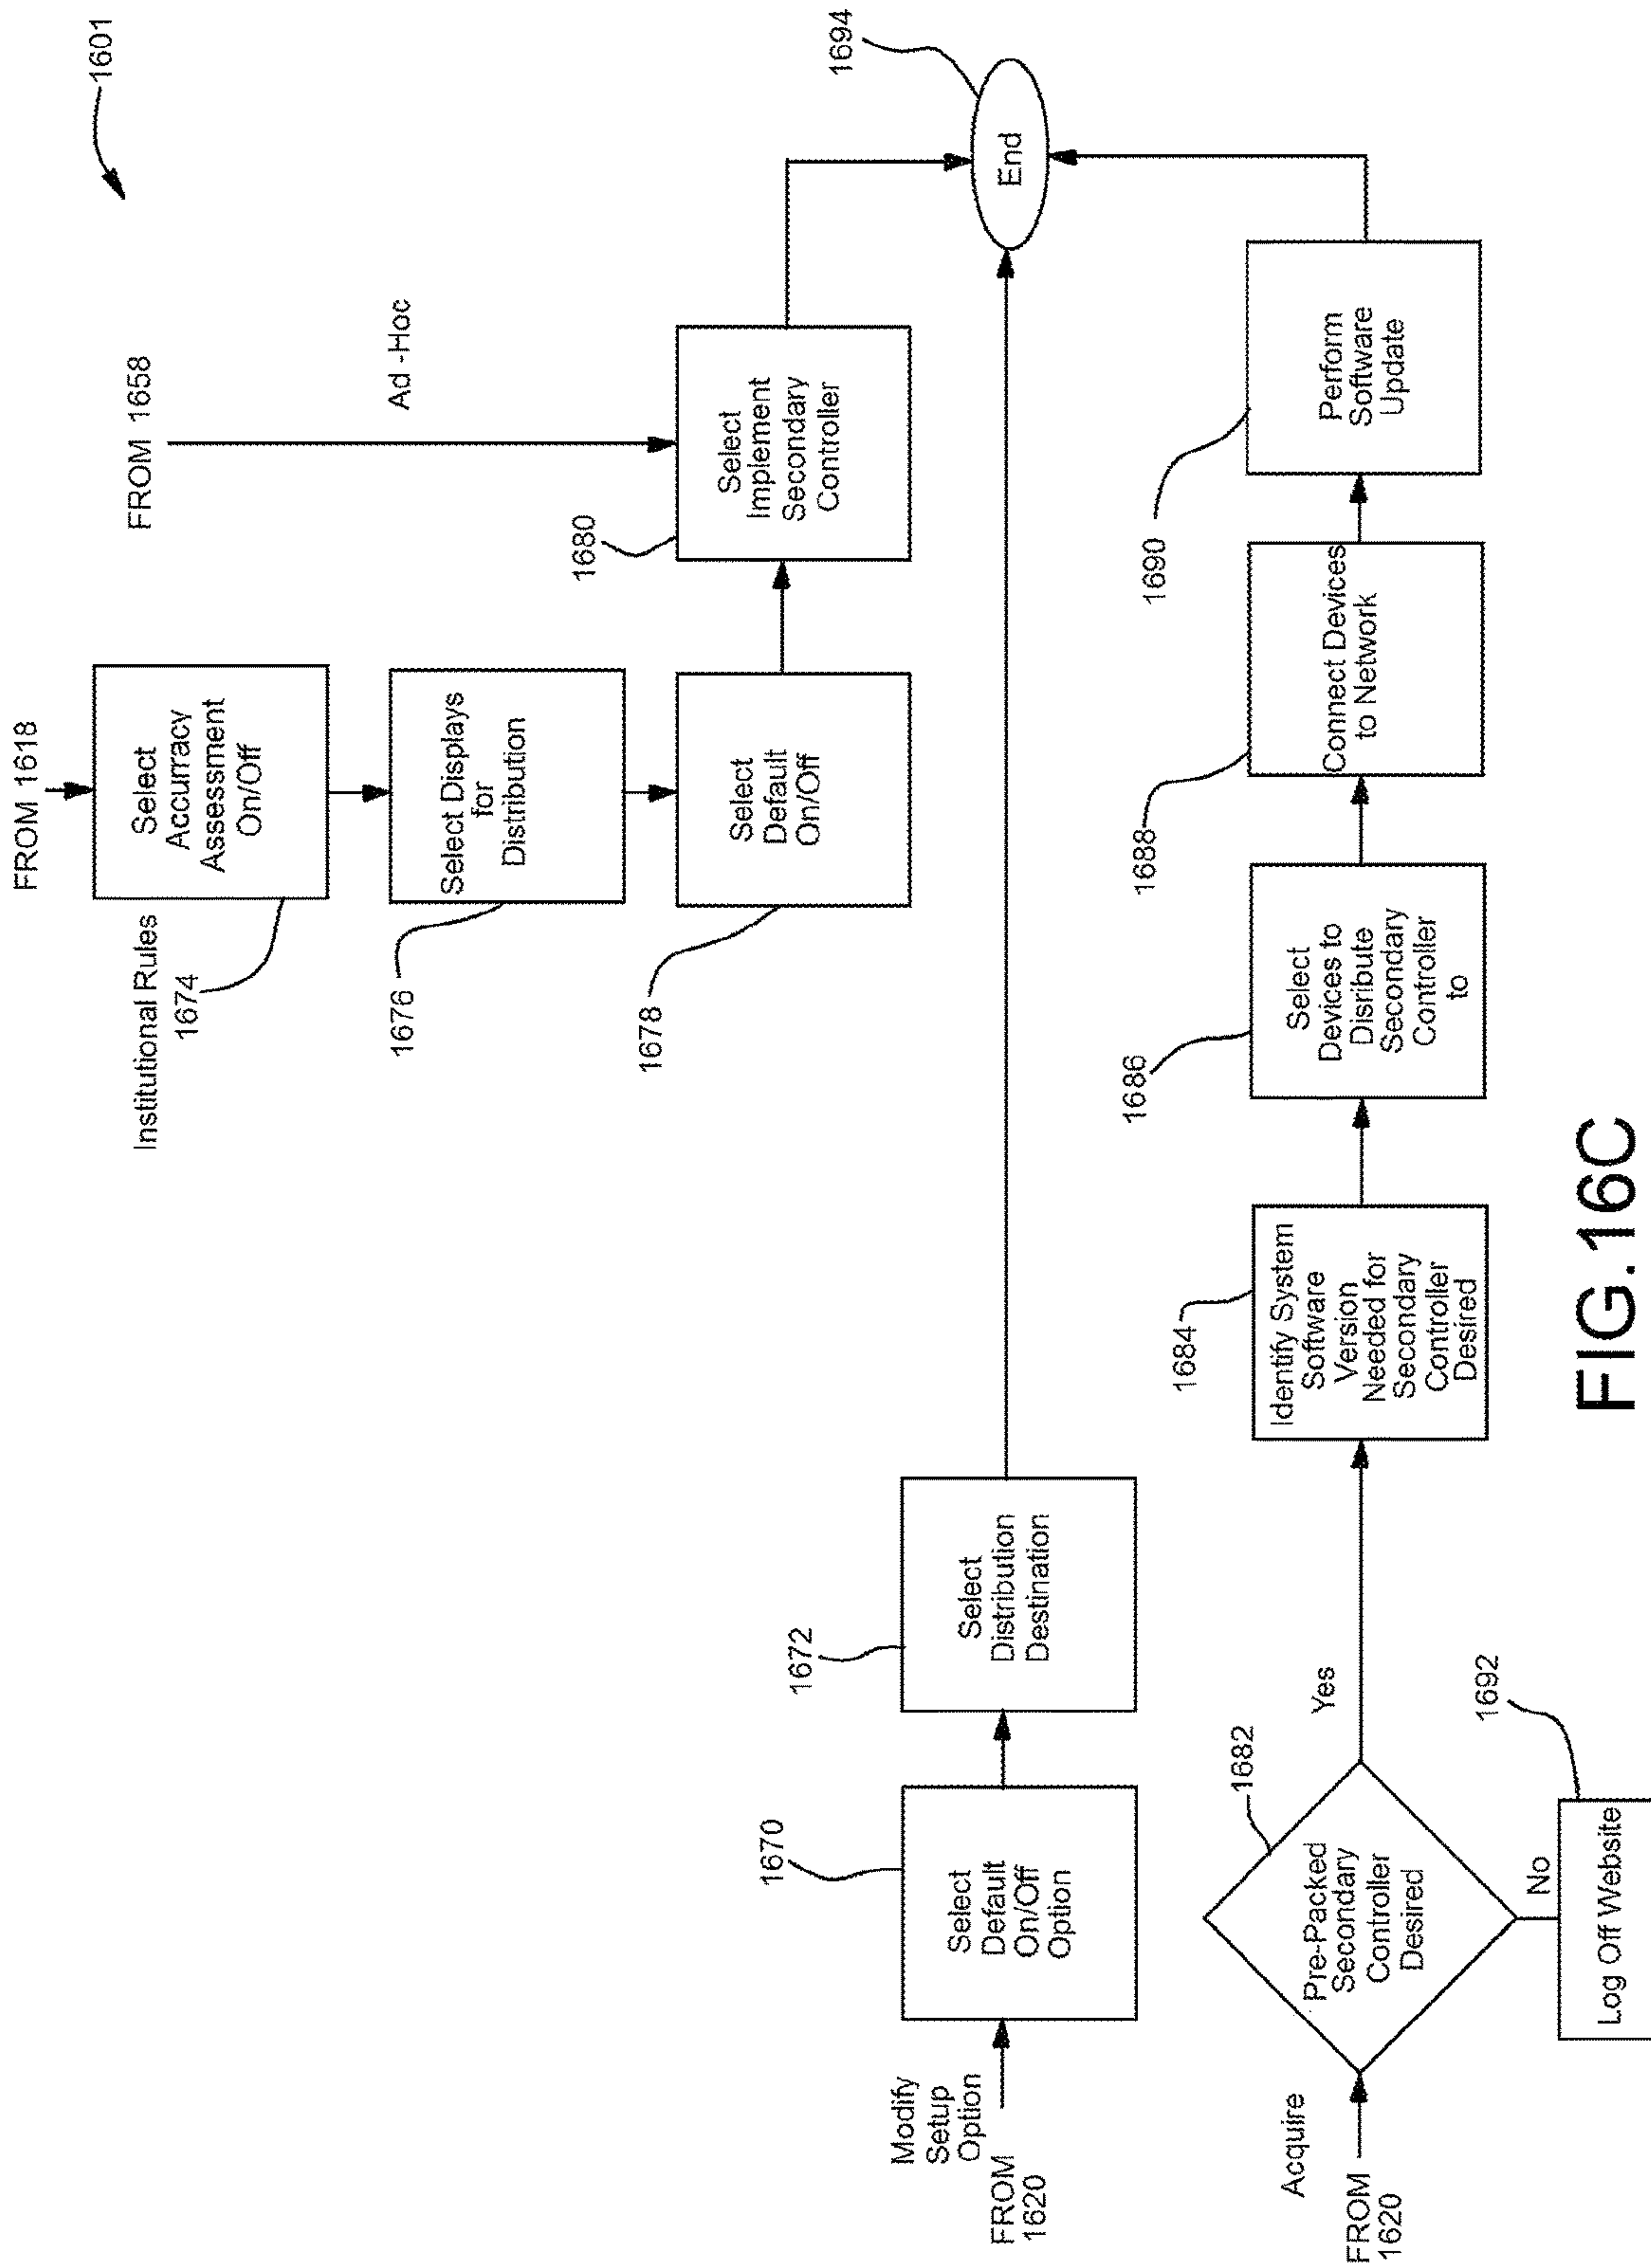 1601
FROM 1618
Institutional Rules
1674
Select
Accurracy
Assessment
On/Off
FROM 1658
Ad -Hoc
1676
Select Displays
for
Distribution
1678
Select
Default
On/Off
1680
Select
Implement
Secondary
Controller
1694
End
Modify
Setup
Option
FROM
1620
1670
Select
Default
On/Off
Option
1672
Select
Distribution
Destination
Acquire
FROM
1620
1682
Pre-Packed
Secondary
Controller
Desired
Yes
No
1692
Log Off Website
1684
Identify System
Software
Version
Needed for
Secondary
Controller
Desired
1686
Select
Devices to
Disribute
Secondary
Controller
to
1688
Connect Devices
to Network
1690
Perform
Software
Update
FIG.16C